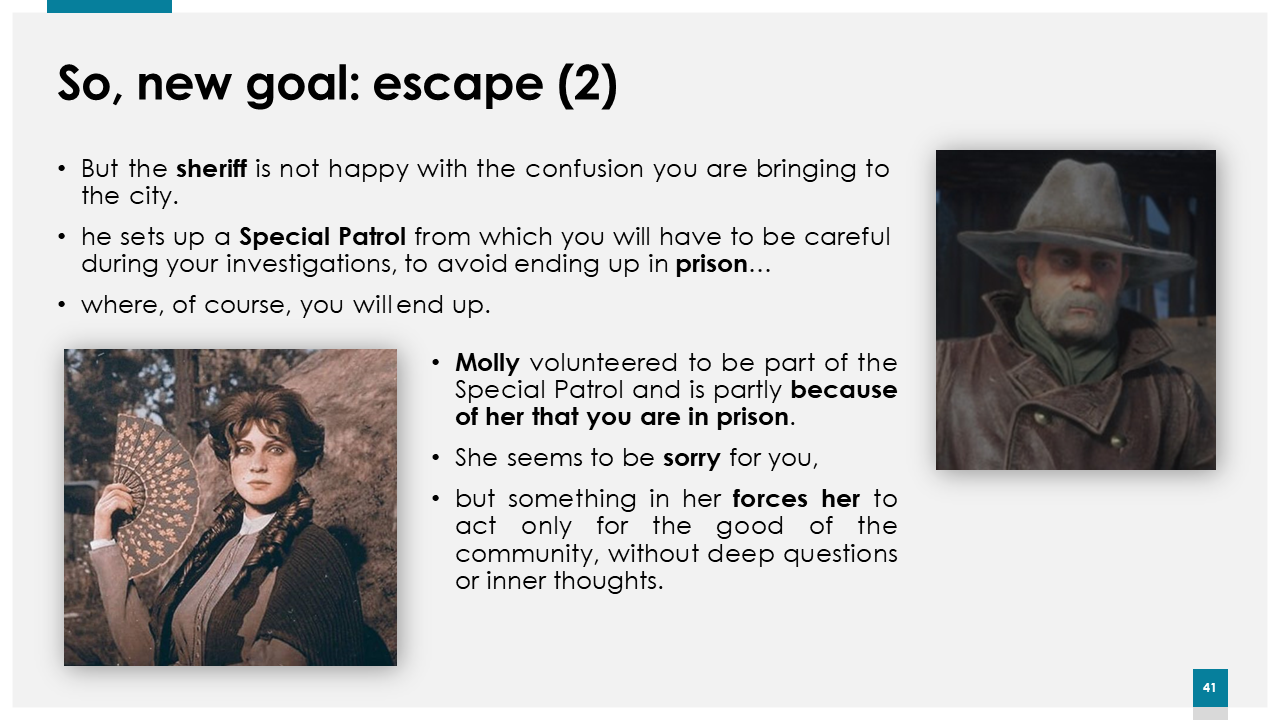 So, new goal: escape (2)
• But the sheriff is not happy with the confusion you are bringing to
the city.
• he sets up a Special Patrol from which you will have to be careful
during your investigations, to avoid ending up in prison…
• where, of course, you will end up.
• Molly volunteered to be part of the
Special Patrol and is partly because
of her that you are in prison.
• She seems to be sorry for you,
• but something in her forces her to
act only for the good of the
community, without deep questions
or inner thoughts.
41